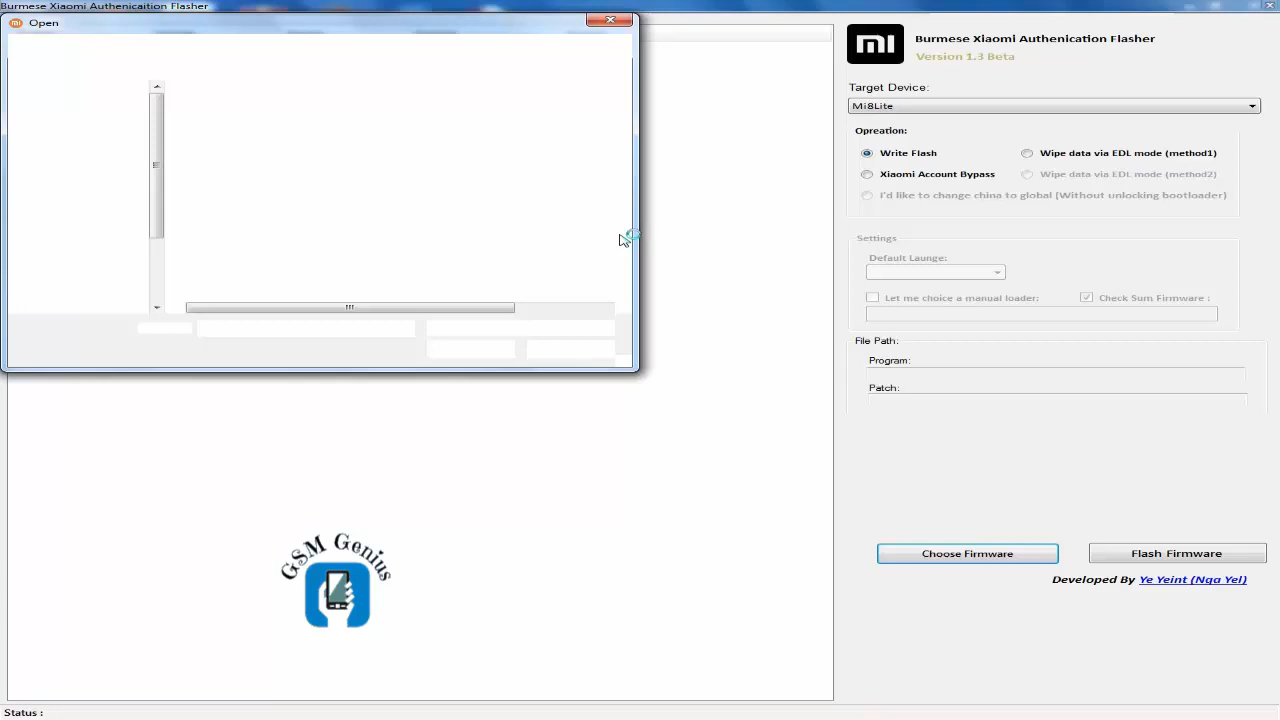 Burmese Xiaomi Authenicaition Flasher
Open
Burmese Xiaomi Authenication Flasher
Version 1.3 Beta
Target Device:
Mi8Lite
Opreation:
Write Flash
Wipe data via EDL mode (method1)
Xiaomi Account Bypass
Wipe data via EDL mode (method2)
I'd like to change china to global [Without unlocking bootloader)
Settings
Default Launge:
Let me choice a manual loader:
Check Sum Firmware :
File Path:
Program:
Patch:
GSM Genius
Choose Firmware
Flash Firmware
Developed By Ye Yeint (Nga Yel)
Status :